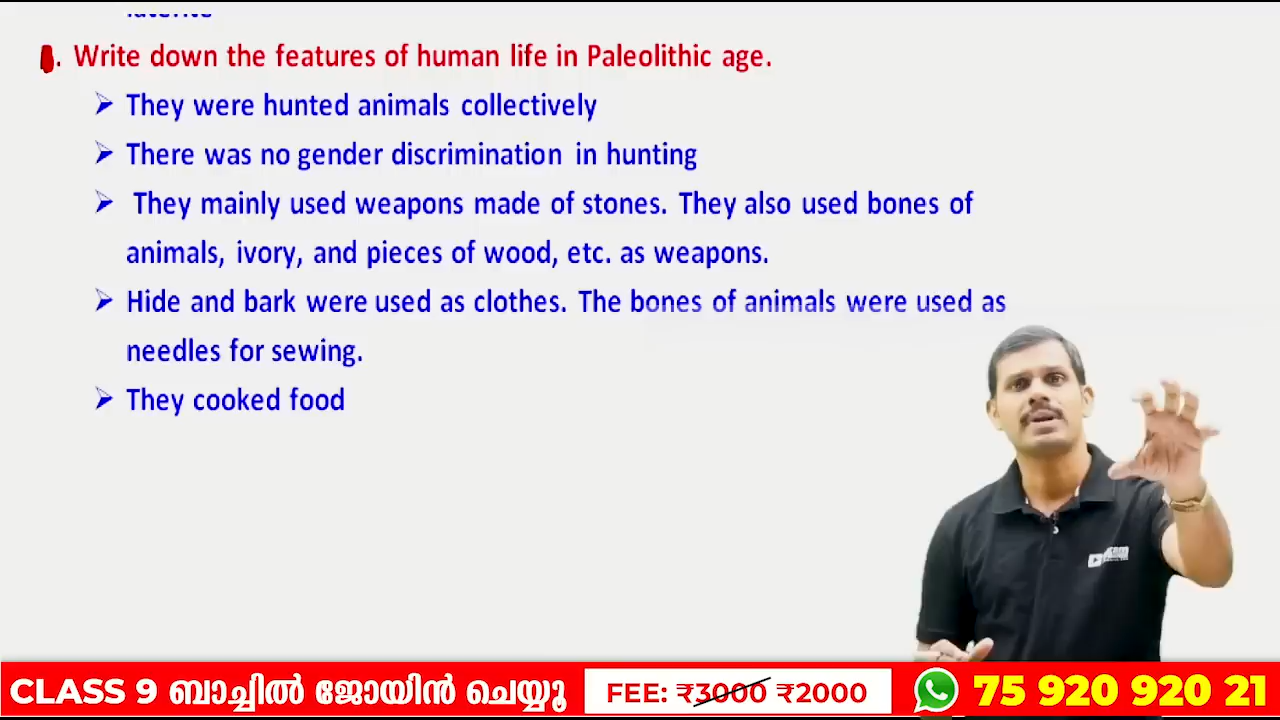 laterite
. Write down the features of human life in Paleolithic age.
➢ They were hunted animals collectively
➢ There was no gender discrimination in hunting
➢ They mainly used weapons made of stones. They also used bones of
animals, ivory, and pieces of wood, etc. as weapons.
➢ Hide and bark were used as clothes. The bones of animals were used as
needles for sewing.
➢ They cooked food
CLASS 9 ബാച്ചിൽ ജോയിൻ ചെയ്യൂ FEE: ₹3000 ₹2000 75 920 920 21